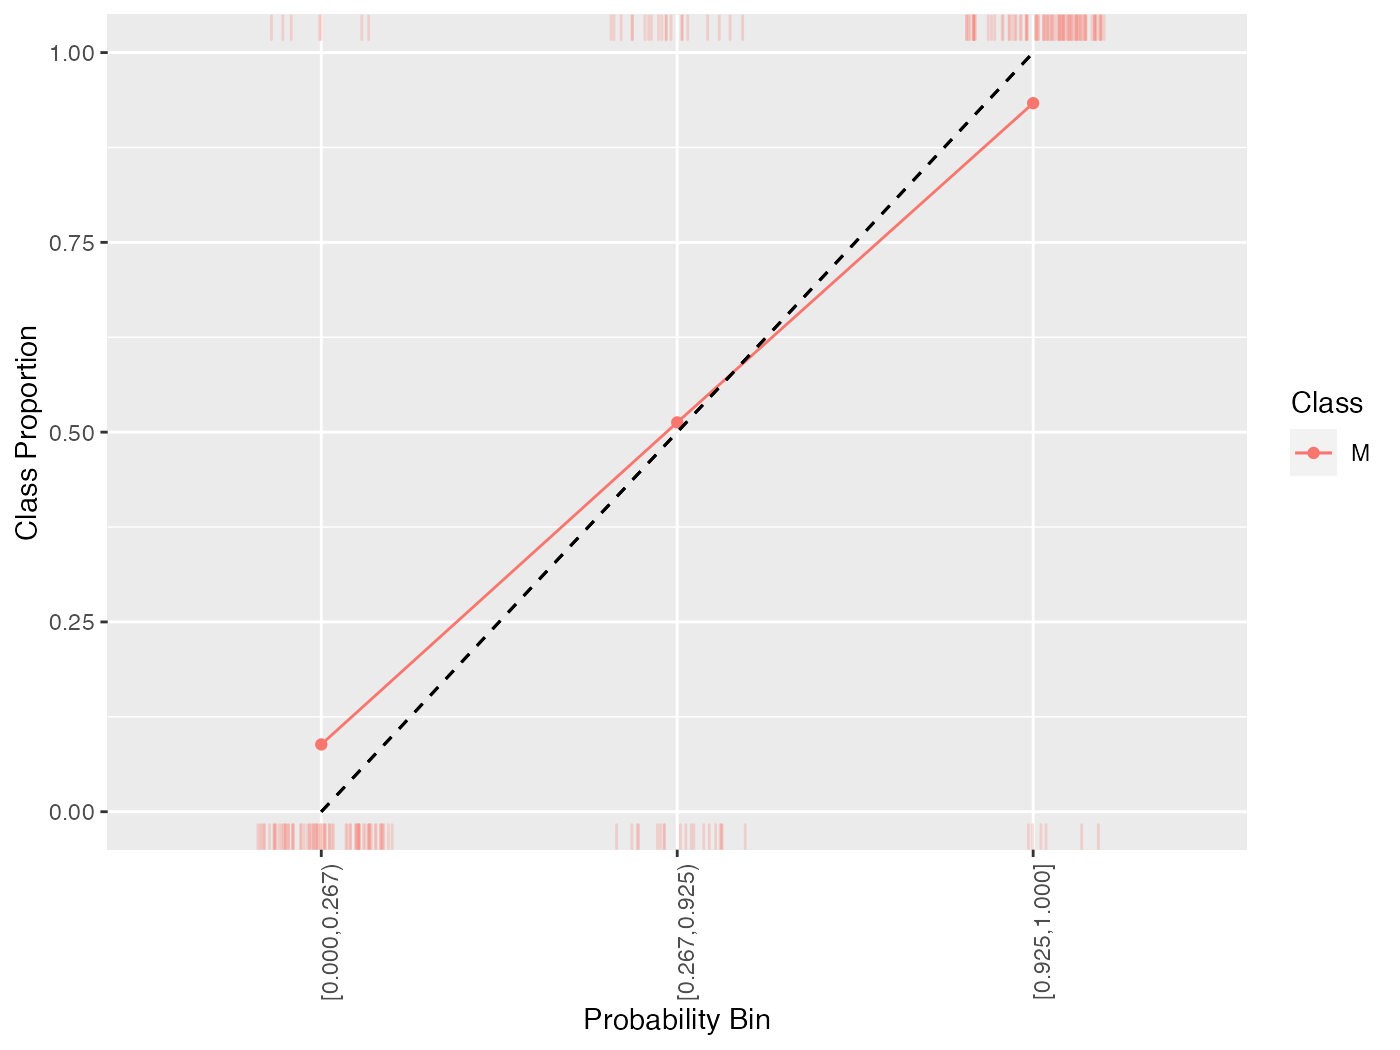 1.00
0.75
0.50
0.25
0.00
Class Proportion
[0.000,0.267)
[0.267,0.925)
[0.925,1.000]
Probability Bin
Class
M